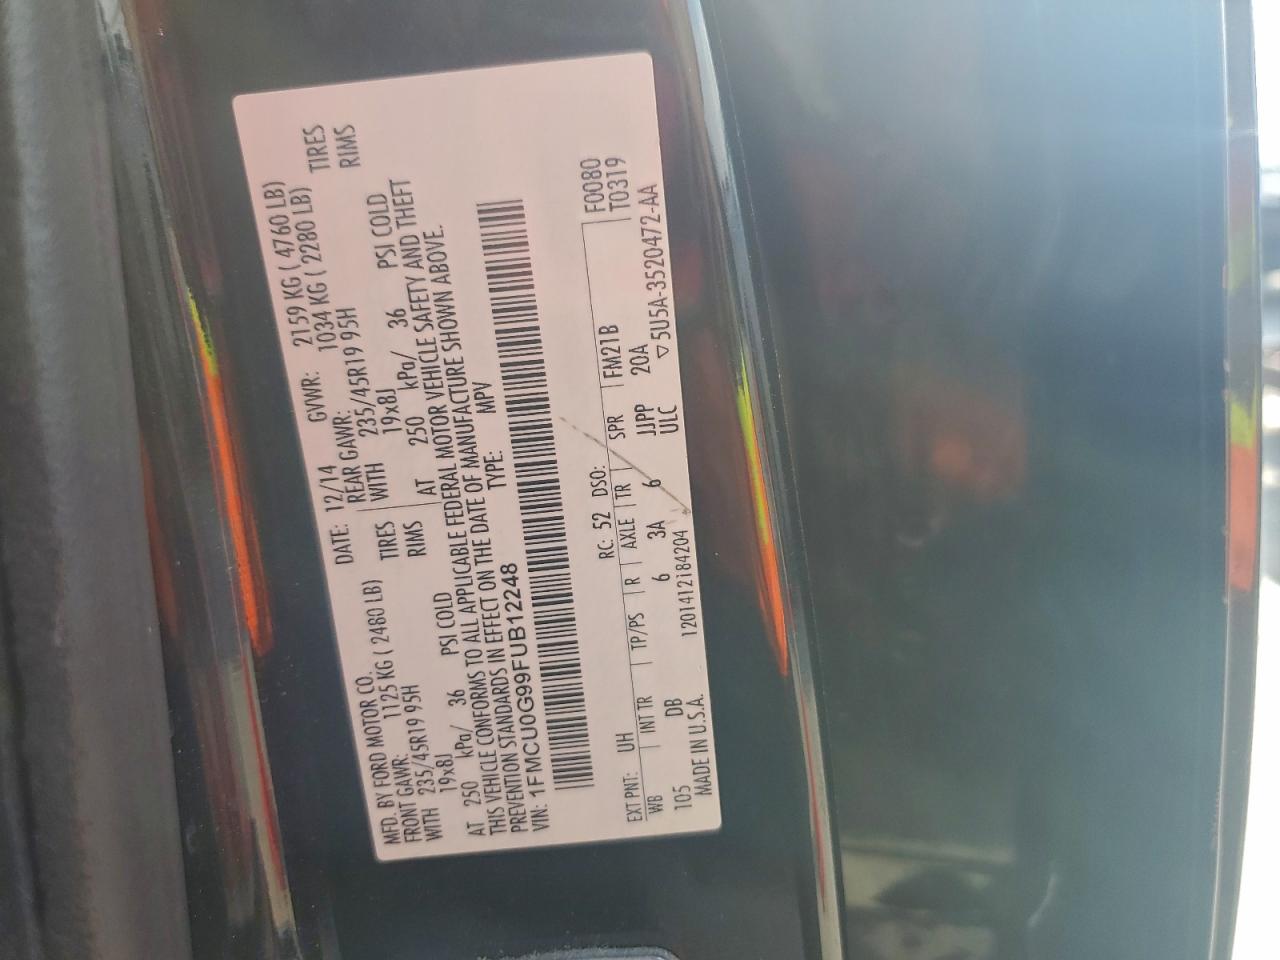 MFD. BY FORD MOTOR CO.
DATE: 12/14 GVWR: 2159 KG ( 4760 LB)
FRONT GAWR: 1125 KG ( 2480 LB) REAR GAWR: 1034 KG ( 2280 LB)
WITH 235/45R19 95H TIRES WITH 235/45R19 95H TIRES
19x8J RIMS 19x8J RIMS
AT 250 kPa/ 36 PSI COLD AT 250 kPa/ 36 PSI COLD
THIS VEHICLE CONFORMS TO ALL APPLICABLE FEDERAL MOTOR VEHICLE SAFETY AND THEFT
PREVENTION STANDARDS IN EFFECT ON THE DATE OF MANUFACTURE SHOWN ABOVE.
VIN: 1FMCU0G99FUB12248 TYPE: MPV
EXT PNT: UH RC: 52 DSO: F0080
WB INT TR TP/PS R AXLE TR SPR FM21B T0319
105 DB 6 3A 6 JJPP 20A
MADE IN U.S.A. 120141218 4204 ULC ▽5U5A-3520472-AA